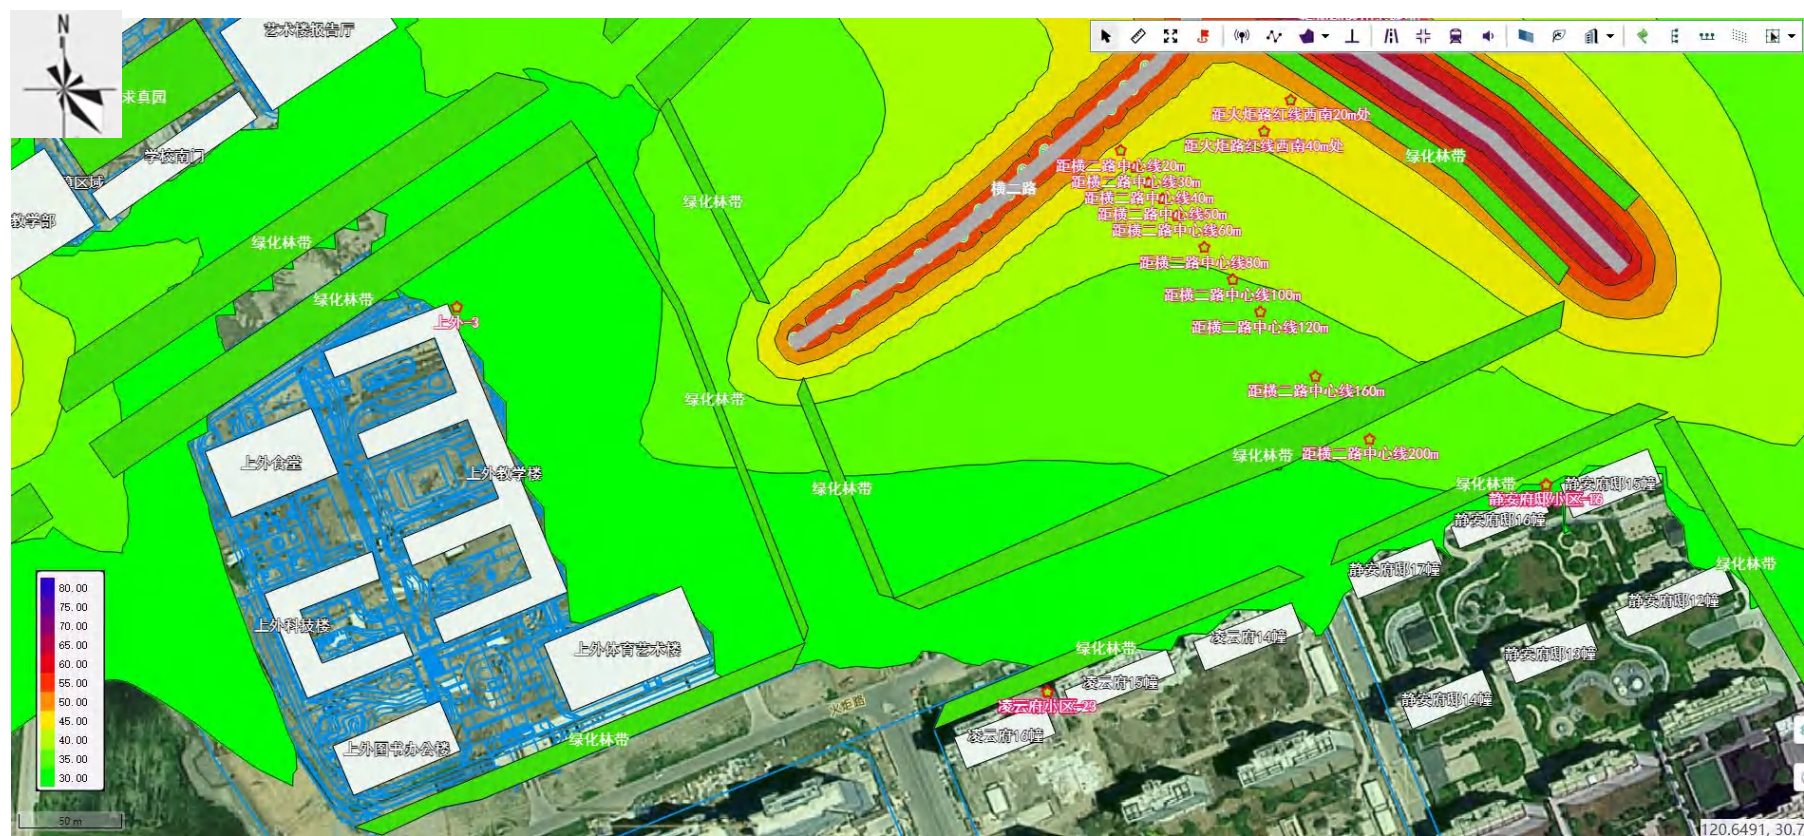 N
艺术楼报告厅
求真园
学校南门
区域
教学部
绿化林带
绿化林带
上外-3
绿化林带
绿化林带
横二路
距火炬路红线西南20m处
距火炬路红线西南40m处
绿化林带
距横二路中心线20m
距横二路中心线30m
距横二路中心线40m
距横二路中心线50m
距横二路中心线60m
距横二路中心线80m
距横二路中心线100m
距横二路中心线120m
距横二路中心线160m
绿化林带
距横二路中心线200m
上外食堂
上外教学楼
绿化林带
绿化林带
静安府邸15幢
静安府邸小区-16
静安府邸16幢
静安府邸17幢
绿化林带
静安府邸12幢
80.00
75.00
70.00
65.00
60.00
55.00
50.00
45.00
40.00
35.00
30.00
上外科技楼
上外体育艺术楼
绿化林带
凌云府14幢
静安府邸13幢
凌云府15幢
静安府邸14幢
火炬路
凌云府小区-23
凌云府16幢
上外图书办公楼
绿化林带
50 m
120.6491, 30.7